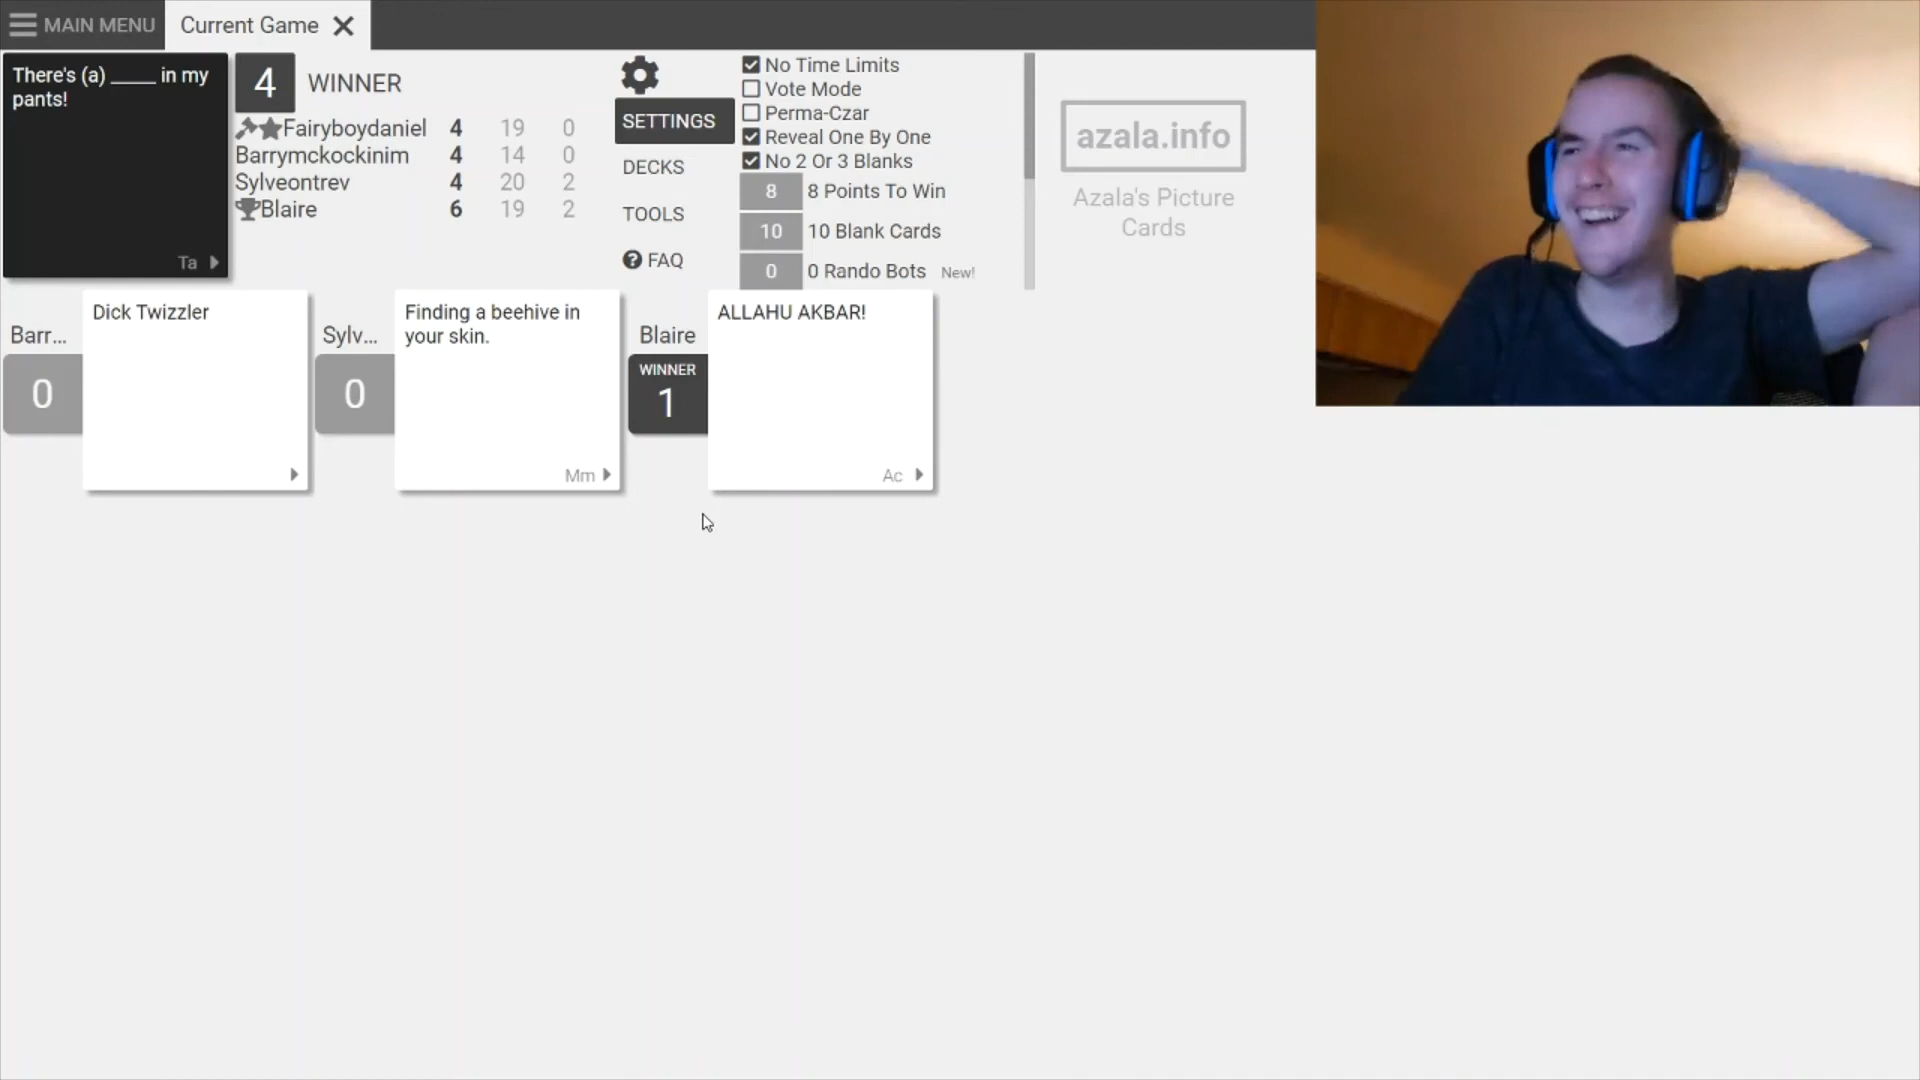 MAIN MENU
Current Game
There's (a) _____ in my
pants!
Ta
4 WINNER
Fairyboydaniel 4 19 0
Barrymckockinim 4 14 0
Sylveontrev 4 20 2
Blaire 6 19 2
SETTINGS
DECKS
TOOLS
FAQ
No Time Limits
Vote Mode
Perma-Czar
Reveal One By One
No 2 Or 3 Blanks
8 8 Points To Win
10 10 Blank Cards
0 0 Rando Bots New!
azala.info
Azala's Picture
Cards
Barr...
0
Dick Twizzler
Sylv...
0
Finding a beehive in
your skin.
Mm
Blaire
WINNER
1
ALLAHU AKBAR!
Ac